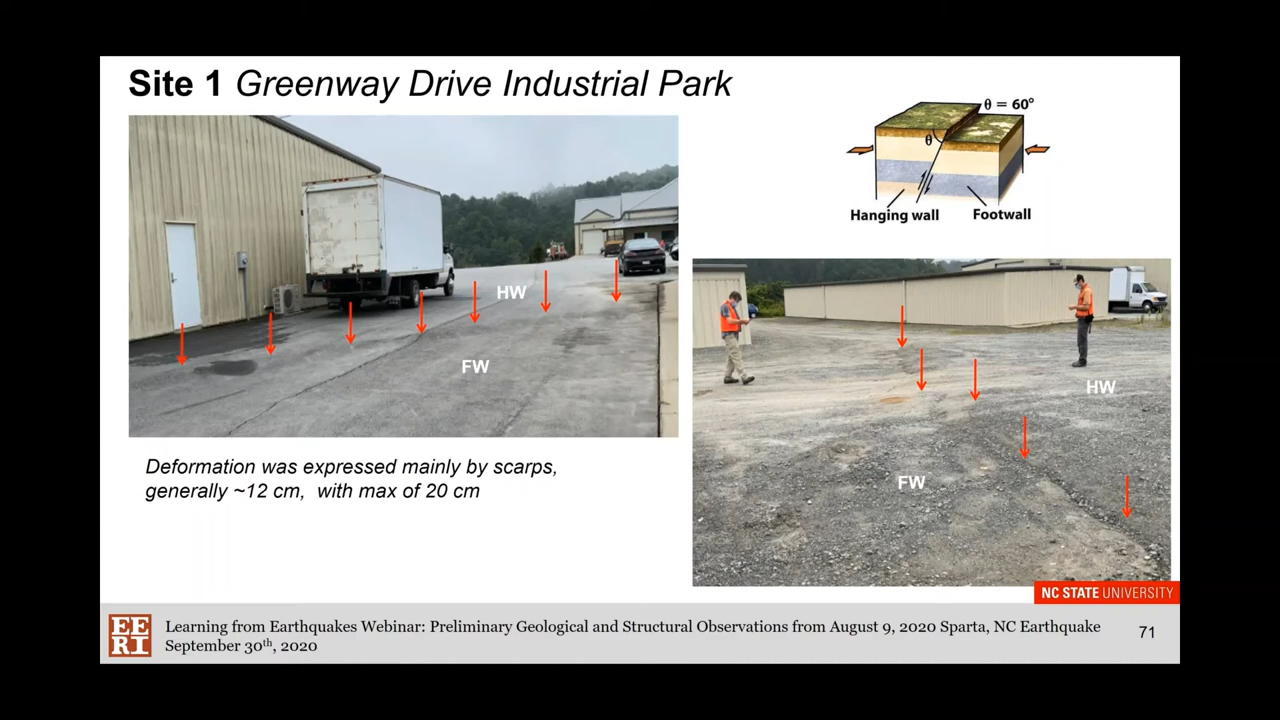 Site 1 Greenway Drive Industrial Park
θ = 60°
θ
Hanging wall
Footwall
HW
FW
HW
FW
Deformation was expressed mainly by scarps,
generally ~12 cm, with max of 20 cm
NC STATE UNIVERSITY
EE
RI
Learning from Earthquakes Webinar: Preliminary Geological and Structural Observations from August 9, 2020 Sparta, NC Earthquake
September 30th, 2020
71